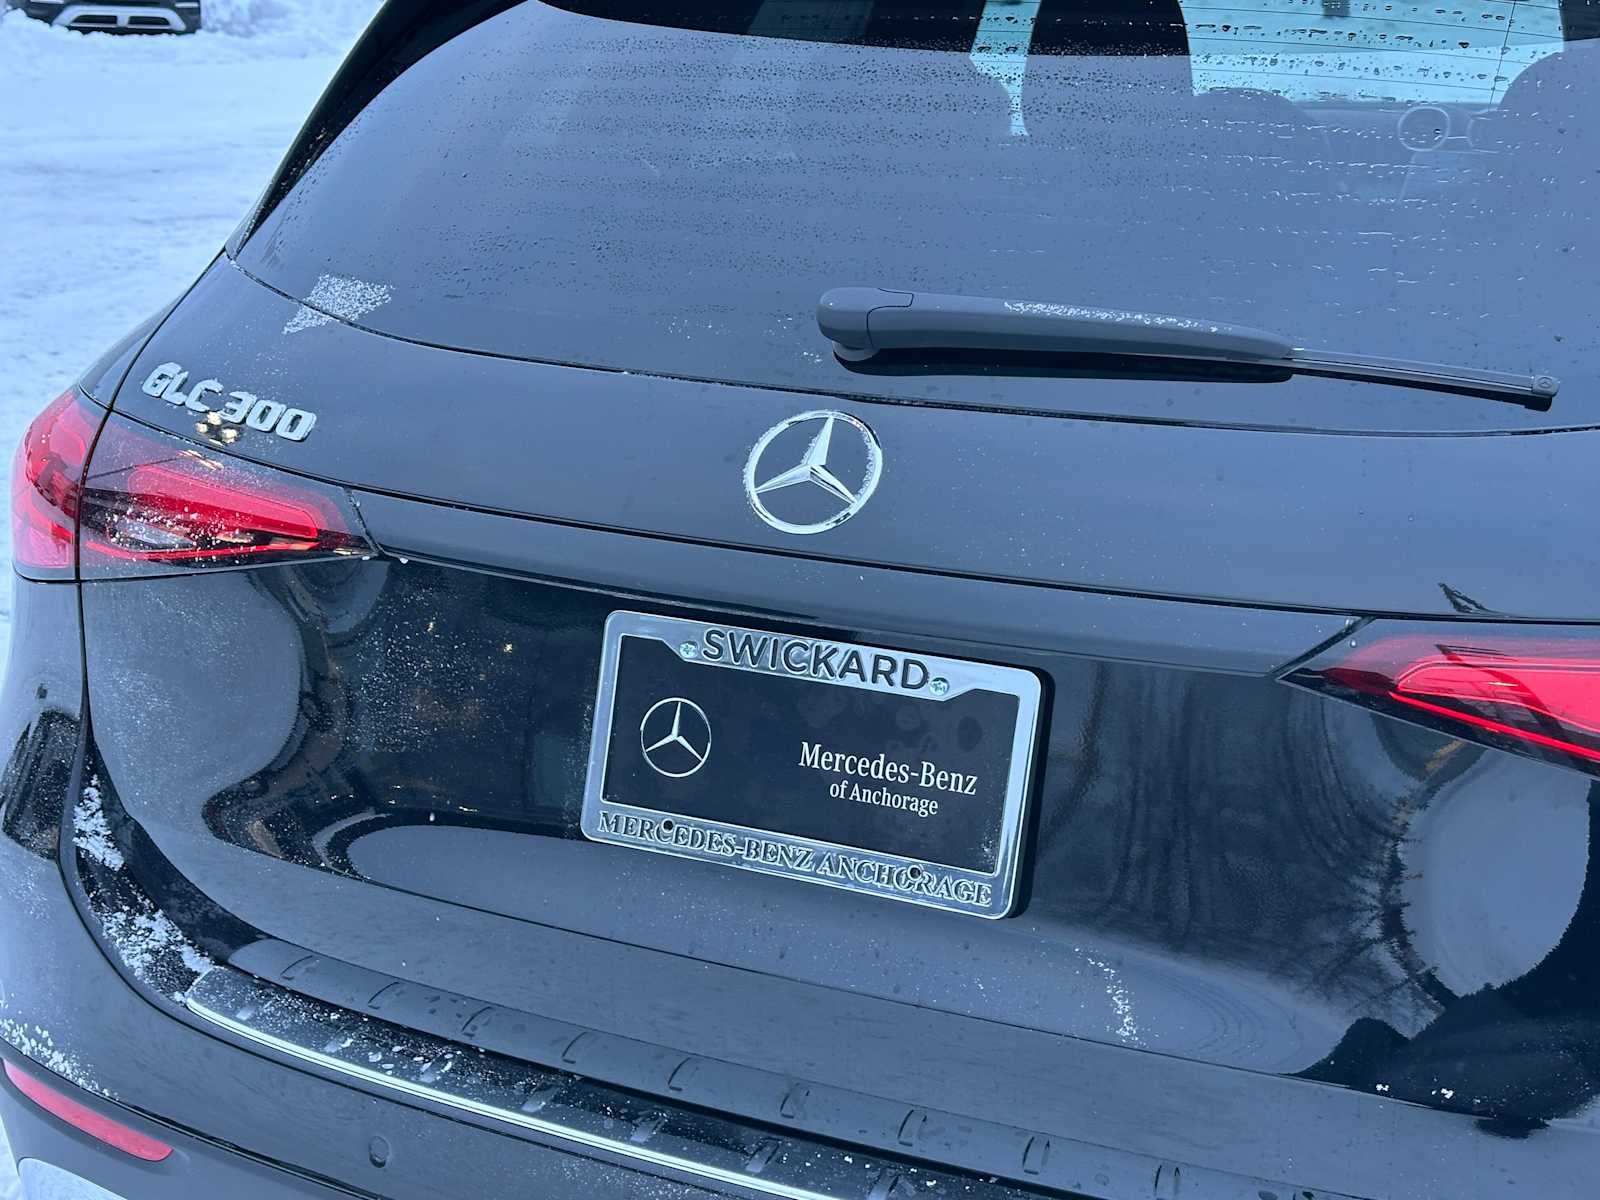 GLC 300
SWICKARD
Mercedes-Benz
of Anchorage
MERCEDES-BENZ ANCHORAGE